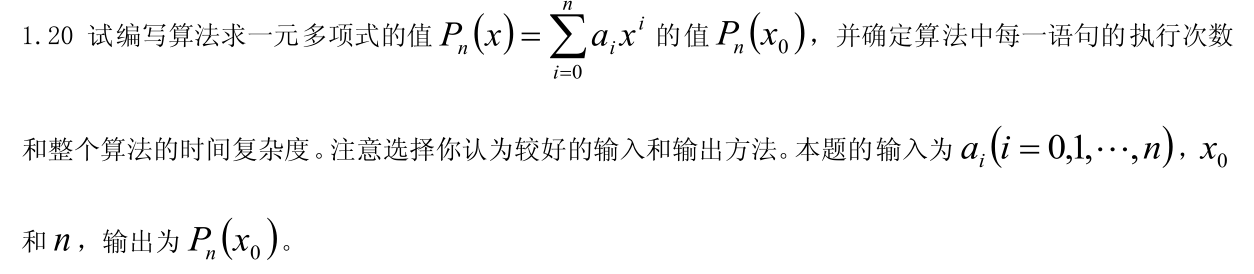 1.20 试编写算法求一元多项式的值 $P_n(x)=\sum_{i=0}^{n}a_i x^i$ 的值 $P_n(x_0)$，并确定算法中每一语句的执行次数
和整个算法的时间复杂度。注意选择你认为较好的输入和输出方法。本题的输入为 $a_i(i=0,1,\cdots,n)$，$x_0$
和 $n$，输出为 $P_n(x_0)$。